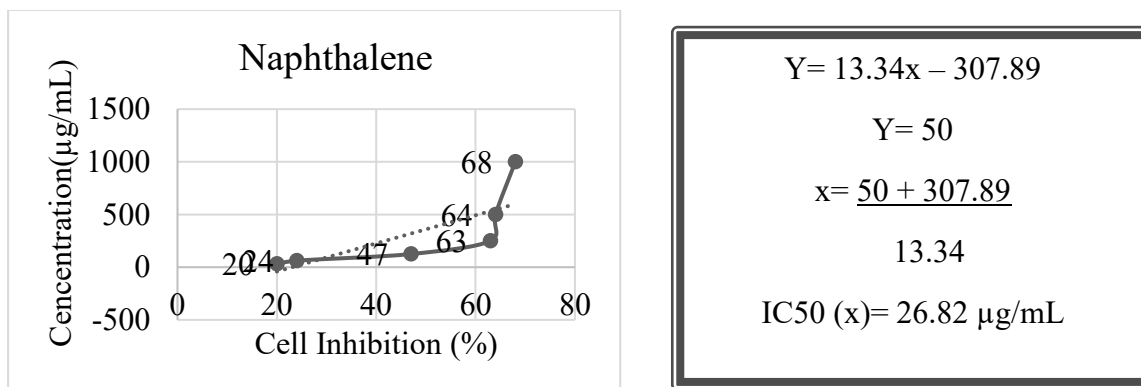 Naphthalene
Cencentration(µg/mL)
1500
1000
500
0
-500
20
24
47
63
64
68
0
20
40
60
80
Cell Inhibition (%)
Y= 13.34x – 307.89
Y= 50
x= 50 + 307.89
13.34
IC50 (x)= 26.82 µg/mL